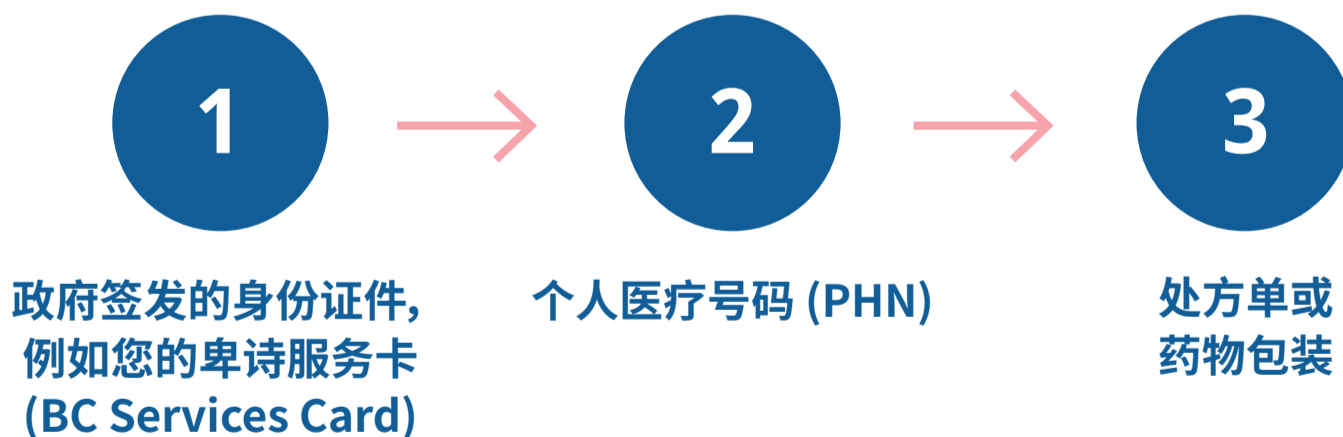 1
2
3
政府签发的身份证件,
例如您的卑诗服务卡
(BC Services Card)
个人医疗号码 (PHN)
处方单或
药物包装